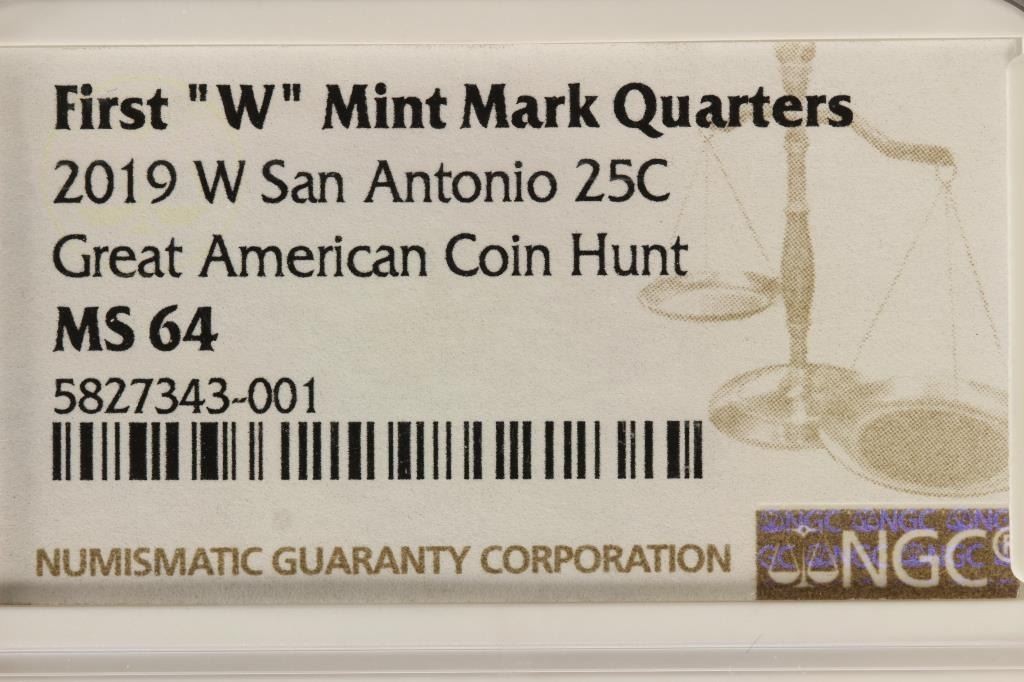 First "W" Mint Mark Quarters
2019 W San Antonio 25C
Great American Coin Hunt
MS 64
5827343-001
NUMISMATIC GUARANTY CORPORATION
NGC®